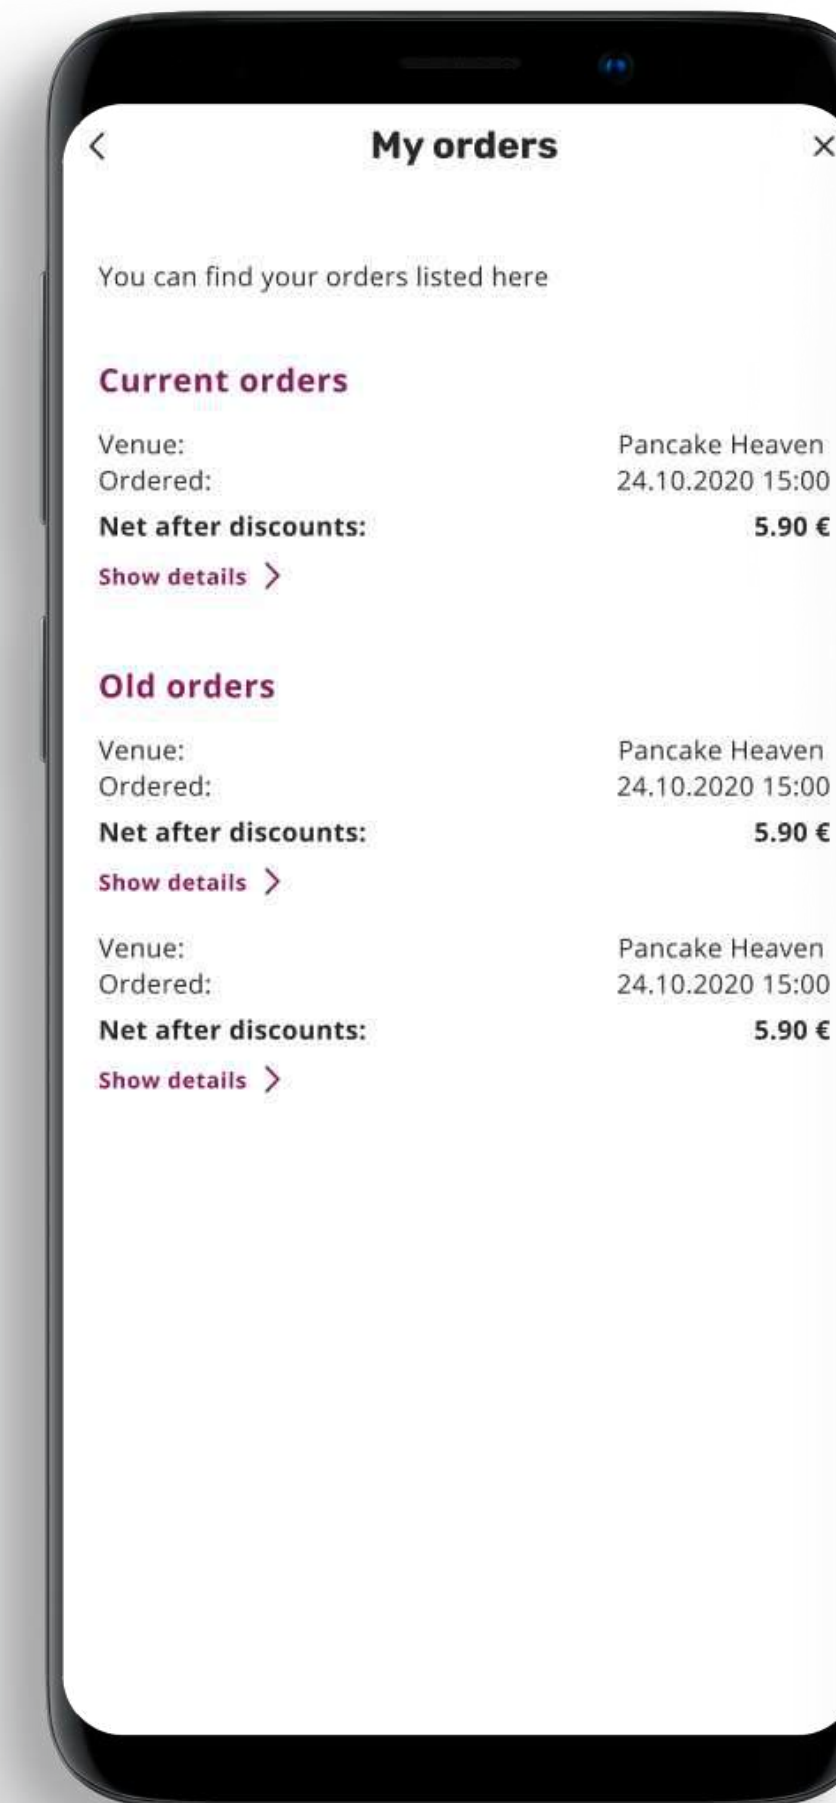 My orders
You can find your orders listed here
Current orders
Venue: Pancake Heaven
Ordered: 24.10.2020 15:00
Net after discounts: 5.90 €
Show details
Old orders
Venue: Pancake Heaven
Ordered: 24.10.2020 15:00
Net after discounts: 5.90 €
Show details
Venue: Pancake Heaven
Ordered: 24.10.2020 15:00
Net after discounts: 5.90 €
Show details